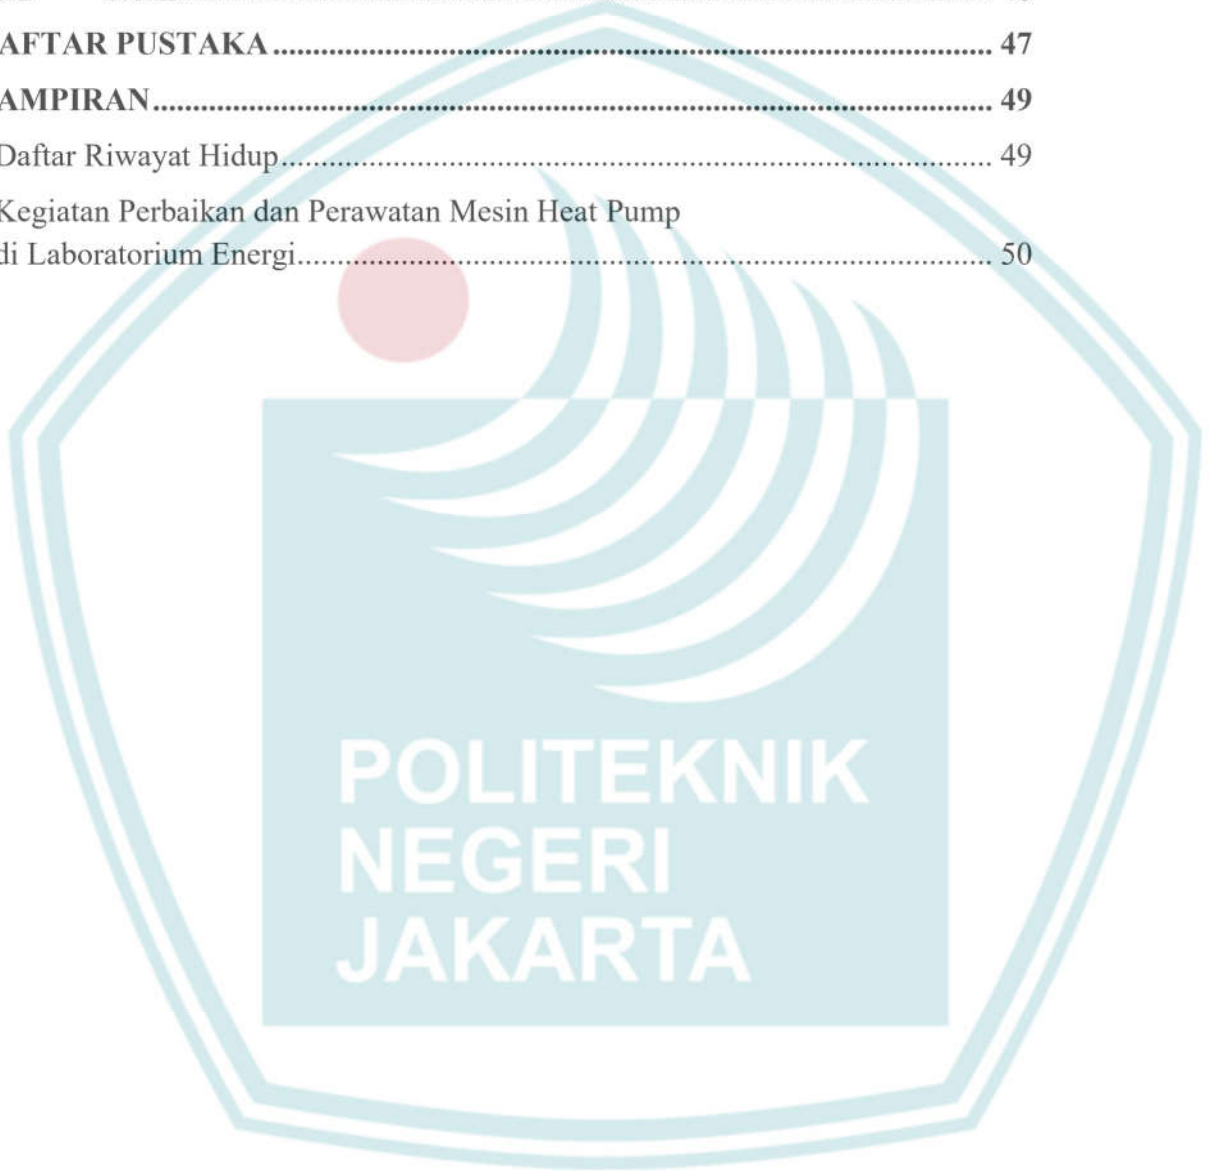 AFTAR PUSTAKA ........................................................................................... 47
AMPIRAN.......................................................................................................... 49
Daftar Riwayat Hidup.......................................................................................... 49
Kegiatan Perbaikan dan Perawatan Mesin Heat Pump
di Laboratorium Energi........................................................................................ 50
POLITEKNIK
NEGERI
JAKARTA